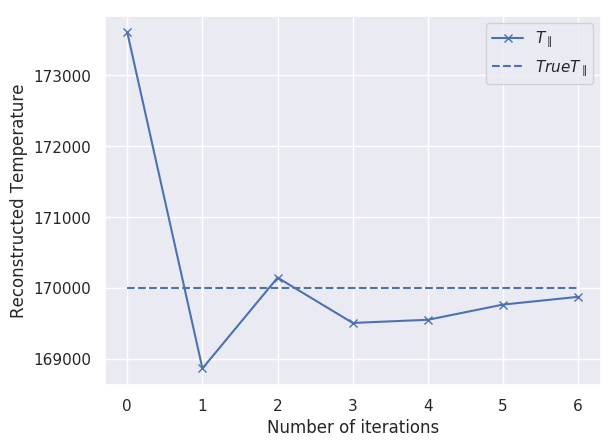 T∥
TrueT∥
173000
172000
171000
170000
169000
Reconstructed Temperature
0 1 2 3 4 5 6
Number of iterations